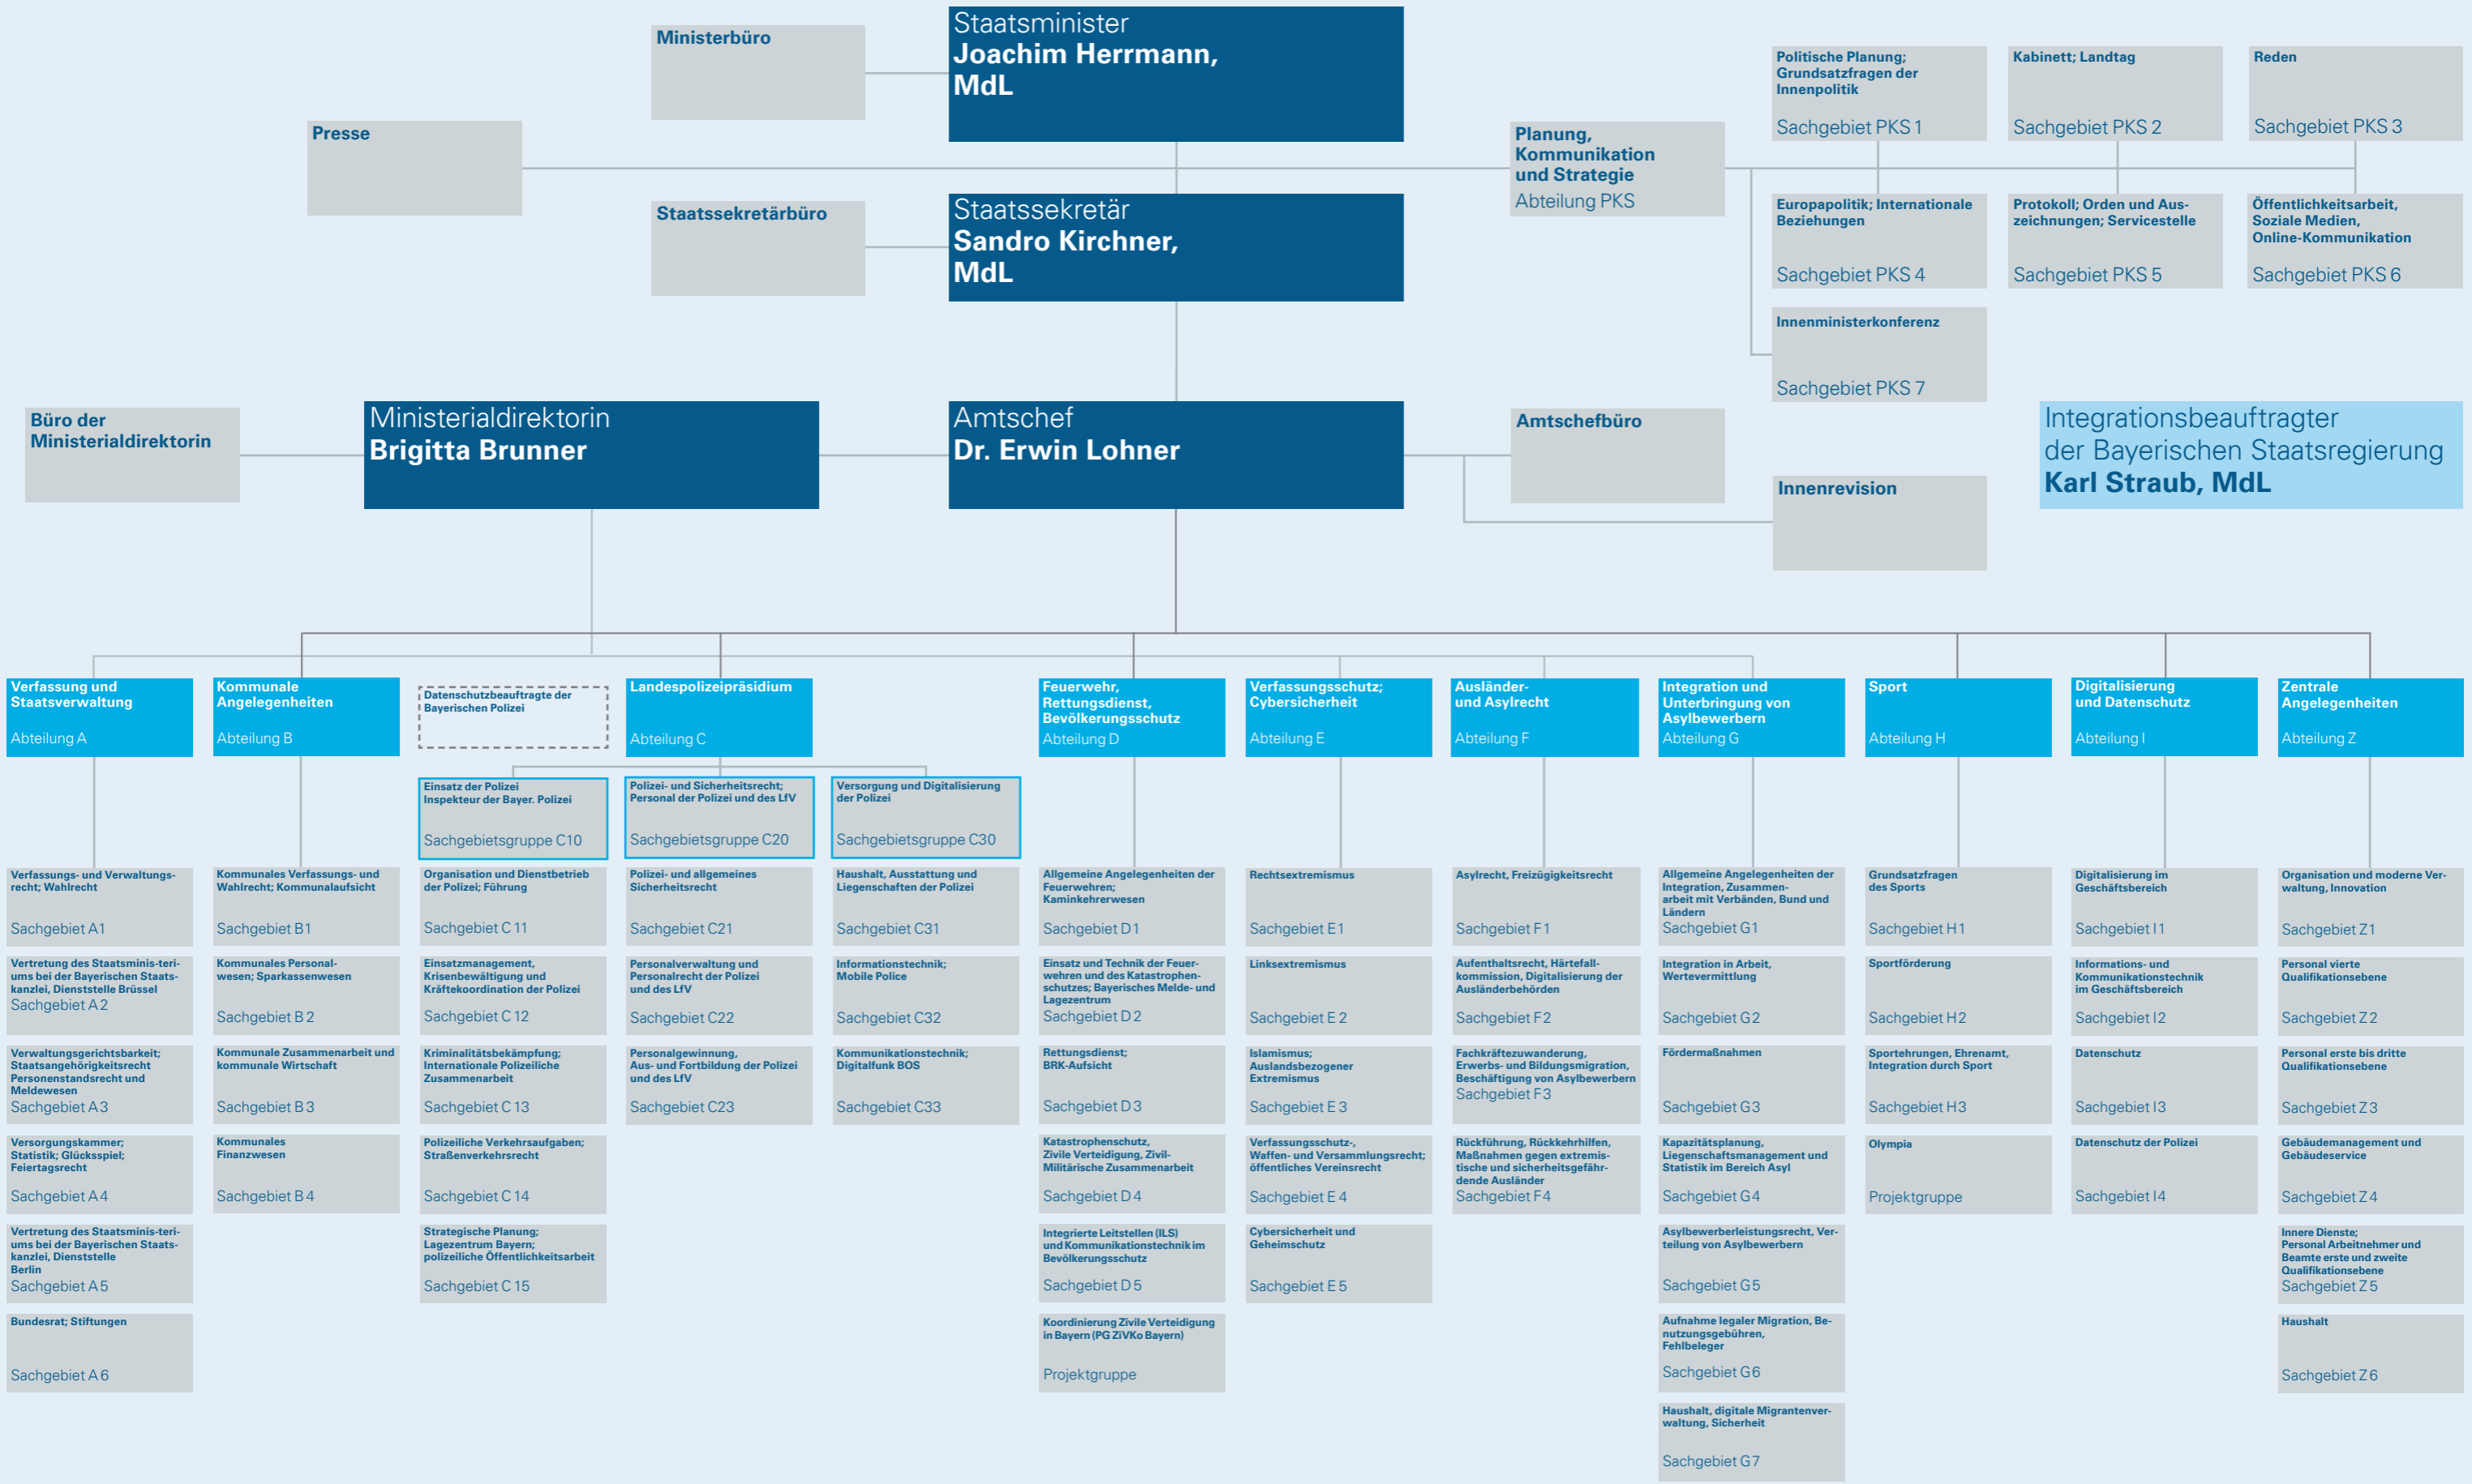 Staatsminister
Joachim Herrmann,
MdL
Ministerbüro
Presse
Planung,
Kommunikation
und Strategie
Abteilung PKS
Politische Planung;
Grundsatzfragen der
Innenpolitik
Sachgebiet PKS 1
Kabinett; Landtag
Sachgebiet PKS 2
Reden
Sachgebiet PKS 3
Europapolitik; Internationale
Beziehungen
Sachgebiet PKS 4
Protokoll; Orden und Aus-
zeichnungen; Servicestelle
Sachgebiet PKS 5
Öffentlichkeitsarbeit,
Soziale Medien,
Online-Kommunikation
Sachgebiet PKS 6
Innenministerkonferenz
Sachgebiet PKS 7
Staatssekretärbüro
Staatssekretär
Sandro Kirchner,
MdL
Büro der
Ministerialdirektorin
Ministerialdirektorin
Brigitta Brunner
Amtschef
Dr. Erwin Lohner
Amtschefbüro
Innenrevision
Integrationsbeauftragter
der Bayerischen Staatsregierung
Karl Straub, MdL
Verfassung und
Staatsverwaltung
Abteilung A
Verfassungs- und Verwaltungs-
recht; Wahlrecht
Sachgebiet A 1
Vertretung des Staatsminis-teri-
ums bei der Bayerischen Staats-
kanzlei, Dienststelle Brüssel
Sachgebiet A 2
Verwaltungsgerichtsbarkeit;
Staatsangehörigkeitsrecht
Personenstandsrecht und
Meldewesen
Sachgebiet A 3
Versorgungskammer;
Statistik; Glücksspiel;
Feiertagsrecht
Sachgebiet A 4
Vertretung des Staatsminis-teri-
ums bei der Bayerischen Staats-
kanzlei, Dienststelle
Berlin
Sachgebiet A 5
Bundesrat; Stiftungen
Sachgebiet A 6
Kommunale
Angelegenheiten
Abteilung B
Kommunales Verfassungs- und
Wahlrecht; Kommunalaufsicht
Sachgebiet B 1
Kommunales Personal-
wesen; Sparkassenwesen
Sachgebiet B 2
Kommunale Zusammenarbeit und
kommunale Wirtschaft
Sachgebiet B 3
Kommunales
Finanzwesen
Sachgebiet B 4
Datenschutzbeauftragte der
Bayerischen Polizei
Landespolizeipräsidium
Abteilung C
Einsatz der Polizei
Inspekteur der Bayer. Polizei
Sachgebietsgruppe C10
Organisation und Dienstbetrieb
der Polizei; Führung
Sachgebiet C 11
Einsatzmanagement,
Krisenbewältigung und
Kräftekoordination der Polizei
Sachgebiet C 12
Kriminalitätsbekämpfung;
Internationale Polizeiliche
Zusammenarbeit
Sachgebiet C 13
Polizeiliche Verkehrsaufgaben;
Straßenverkehrsrecht
Sachgebiet C 14
Strategische Planung;
Lagezentrum Bayern;
polizeiliche Öffentlichkeitsarbeit
Sachgebiet C 15
Polizei- und Sicherheitsrecht;
Personal der Polizei und des LfV
Sachgebietsgruppe C20
Polizei- und allgemeines
Sicherheitsrecht
Sachgebiet C21
Personalverwaltung und
Personalrecht der Polizei
und des LfV
Sachgebiet C22
Personalgewinnung,
Aus- und Fortbildung der Polizei
und des LfV
Sachgebiet C23
Versorgung und Digitalisierung
der Polizei
Sachgebietsgruppe C30
Haushalt, Ausstattung und
Liegenschaften der Polizei
Sachgebiet C31
Informationstechnik;
Mobile Police
Sachgebiet C32
Kommunikationstechnik;
Digitalfunk BOS
Sachgebiet C33
Feuerwehr,
Rettungsdienst,
Bevölkerungsschutz
Abteilung D
Allgemeine Angelegenheiten der
Feuerwehren;
Kaminkehrerwesen
Sachgebiet D 1
Einsatz und Technik der Feuer-
wehren und des Katastrophen-
schutzes; Bayerisches Melde- und
Lagezentrum
Sachgebiet D 2
Rettungsdienst;
BRK-Aufsicht
Sachgebiet D 3
Katastrophenschutz,
Zivile Verteidigung, Zivil-
Militärische Zusammenarbeit
Sachgebiet D 4
Integrierte Leitstellen (ILS)
und Kommunikationstechnik im
Bevölkerungsschutz
Sachgebiet D 5
Koordinierung Zivile Verteidigung
in Bayern (PG ZiVKo Bayern)
Projektgruppe
Verfassungsschutz;
Cybersicherheit
Abteilung E
Rechtsextremismus
Sachgebiet E 1
Linksextremismus
Sachgebiet E 2
Islamismus;
Auslandsbezogener
Extremismus
Sachgebiet E 3
Verfassungsschutz-,
Waffen- und Versammlungsrecht;
öffentliches Vereinsrecht
Sachgebiet E 4
Cybersicherheit und
Geheimschutz
Sachgebiet E 5
Ausländer-
und Asylrecht
Abteilung F
Asylrecht, Freizügigkeitsrecht
Sachgebiet F 1
Aufenthaltsrecht, Härtefall-
kommission, Digitalisierung der
Ausländerbehörden
Sachgebiet F 2
Fachkräftezuwanderung,
Erwerbs- und Bildungsmigration,
Beschäftigung von Asylbewerbern
Sachgebiet F 3
Rückführung, Rückkehrhilfen,
Maßnahmen gegen extremis-
tische und sicherheitsgefähr-
dende Ausländer
Sachgebiet F 4
Integration und
Unterbringung von
Asylbewerbern
Abteilung G
Allgemeine Angelegenheiten der
Integration, Zusammen-
arbeit mit Verbänden, Bund und
Ländern
Sachgebiet G1
Integration in Arbeit,
Wertevermittlung
Sachgebiet G2
Fördermaßnahmen
Sachgebiet G3
Kapazitätsplanung,
Liegenschaftsmanagement und
Statistik im Bereich Asyl
Sachgebiet G4
Asylbewerberleistungsrecht, Ver-
teilung von Asylbewerbern
Sachgebiet G5
Aufnahme legaler Migration, Be-
nutzungsgebühren,
Fehlbeleger
Sachgebiet G6
Haushalt, digitale Migrantenver-
waltung, Sicherheit
Sachgebiet G7
Sport
Abteilung H
Grundsatzfragen
des Sports
Sachgebiet H 1
Sportförderung
Sachgebiet H 2
Sportehrungen, Ehrenamt,
Integration durch Sport
Sachgebiet H 3
Olympia
Projektgruppe
Digitalisierung
und Datenschutz
Abteilung I
Digitalisierung im
Geschäftsbereich
Sachgebiet I 1
Informations- und
Kommunikationstechnik
im Geschäftsbereich
Sachgebiet I 2
Datenschutz
Sachgebiet I 3
Datenschutz der Polizei
Sachgebiet I 4
Zentrale
Angelegenheiten
Abteilung Z
Organisation und moderne Ver-
waltung, Innovation
Sachgebiet Z 1
Personal vierte
Qualifikationsebene
Sachgebiet Z 2
Personal erste bis dritte
Qualifikationsebene
Sachgebiet Z 3
Gebäudemanagement und
Gebäudeservice
Sachgebiet Z 4
Innere Dienste;
Personal Arbeitnehmer und
Beamte erste und zweite
Qualifikationsebene
Sachgebiet Z 5
Haushalt
Sachgebiet Z 6